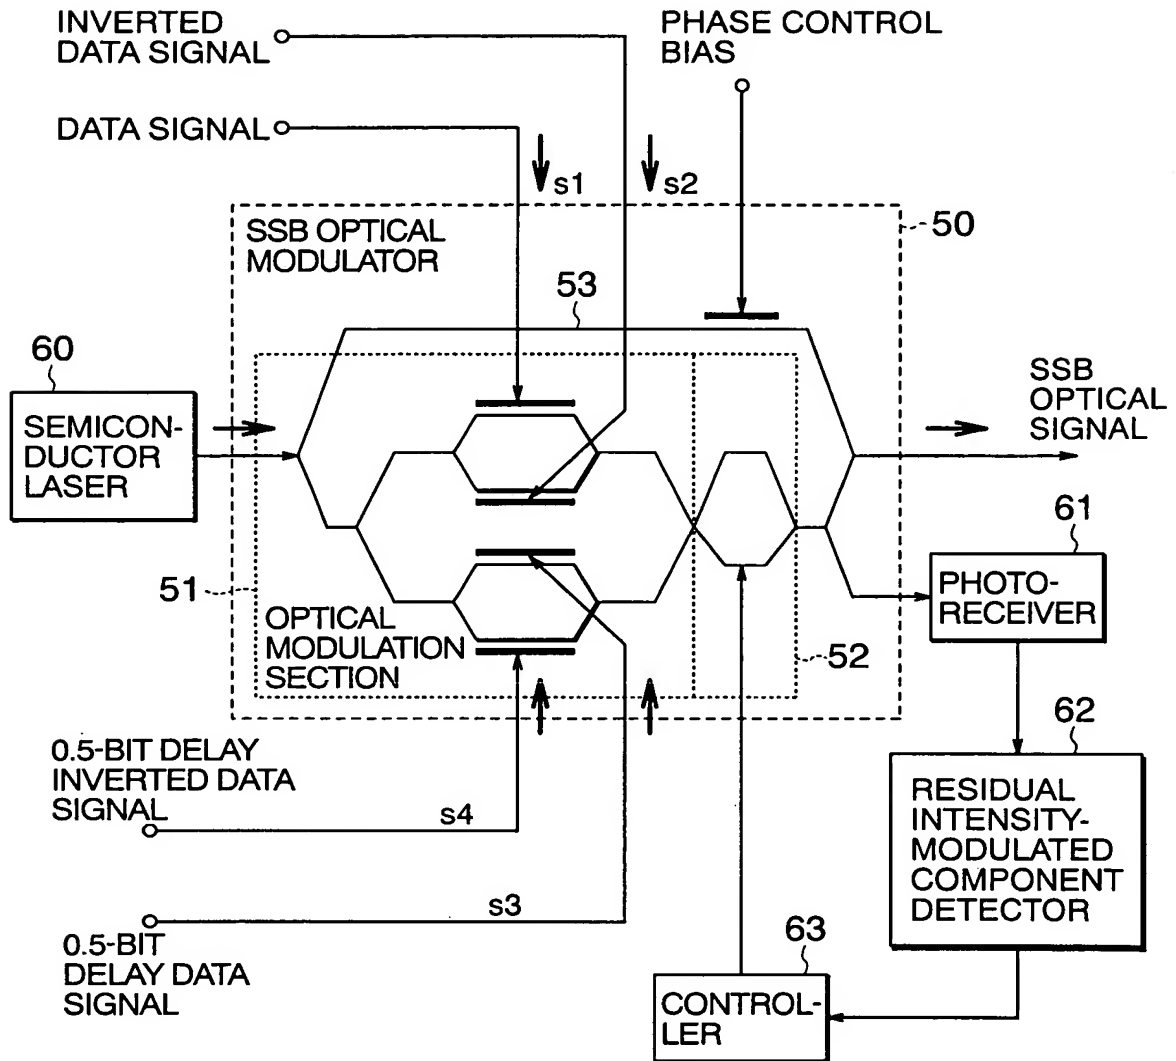 INVERTED
DATA SIGNAL
PHASE CONTROL
BIAS
DATA SIGNAL
s1
s2
50
SSB OPTICAL
MODULATOR
53
60
SEMICON-
DUCTOR
LASER
SSB
OPTICAL
SIGNAL
61
PHOTO-
RECEIVER
51
OPTICAL
MODULATION
SECTION
52
62
0.5-BIT DELAY
INVERTED DATA
SIGNAL
s4
RESIDUAL
INTENSITY-
MODULATED
COMPONENT
DETECTOR
s3
0.5-BIT
DELAY DATA
SIGNAL
63
CONTROL-
LER